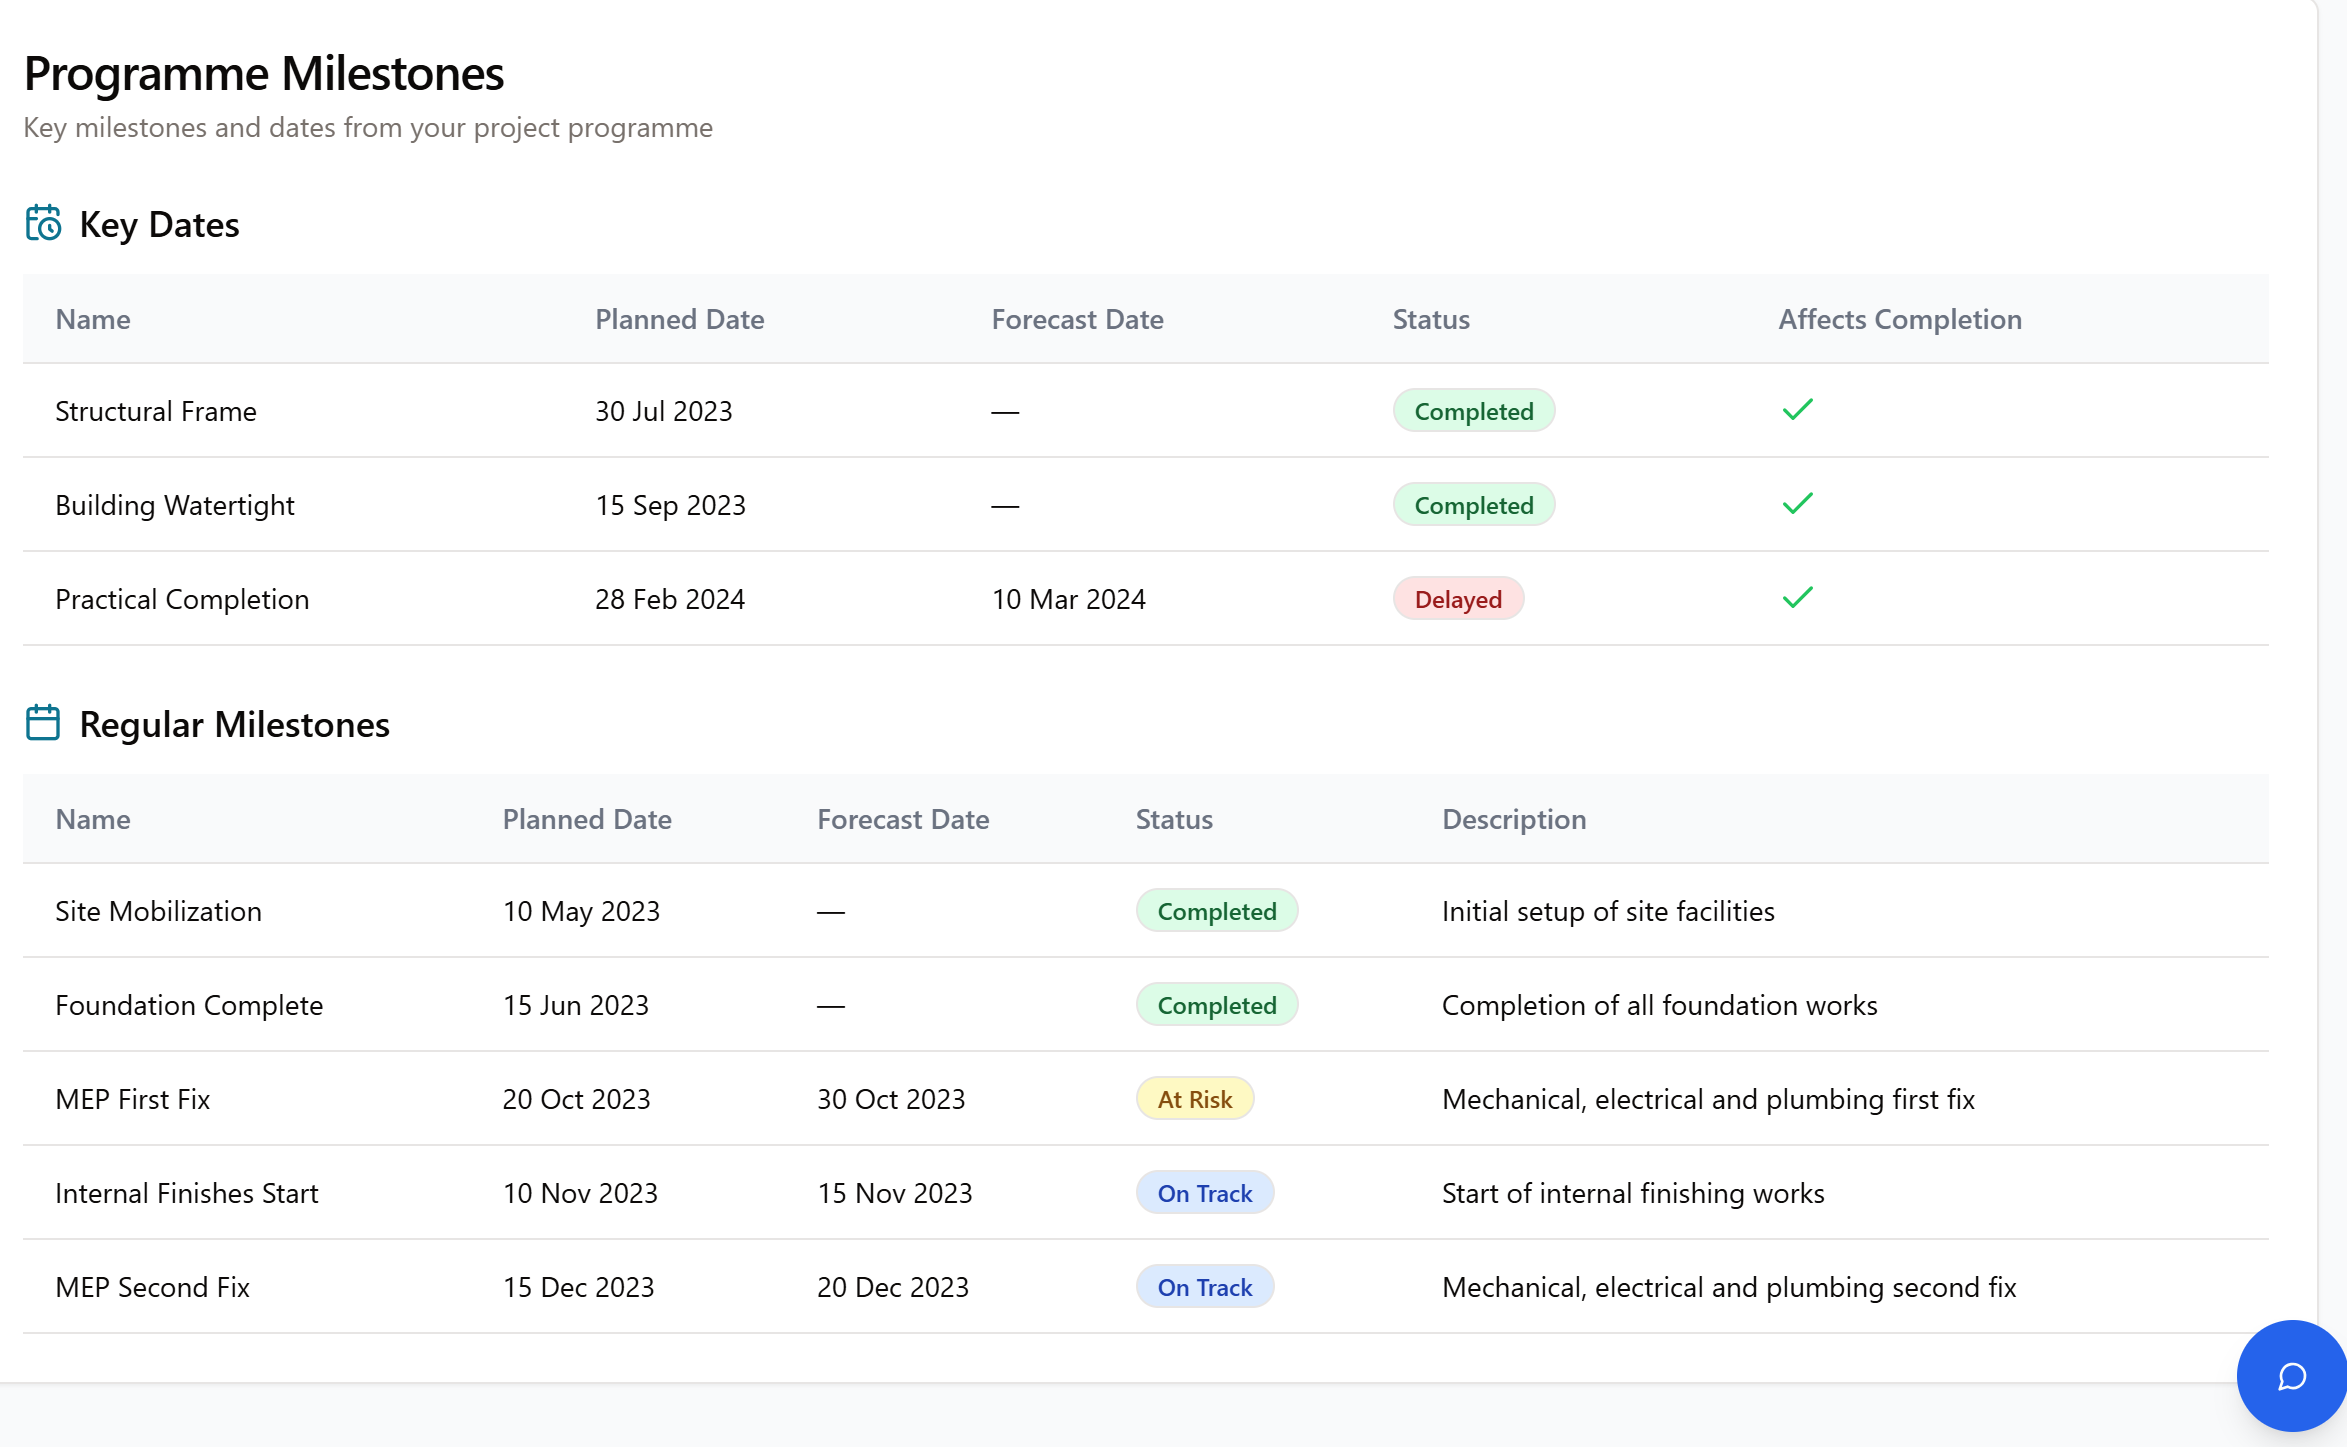 Programme Milestones
Key milestones and dates from your project programme
Key Dates
Name Planned Date Forecast Date Status Affects Completion
Structural Frame 30 Jul 2023 — Completed
Building Watertight 15 Sep 2023 — Completed
Practical Completion 28 Feb 2024 10 Mar 2024 Delayed
Regular Milestones
Name Planned Date Forecast Date Status Description
Site Mobilization 10 May 2023 — Completed Initial setup of site facilities
Foundation Complete 15 Jun 2023 — Completed Completion of all foundation works
MEP First Fix 20 Oct 2023 30 Oct 2023 At Risk Mechanical, electrical and plumbing first fix
Internal Finishes Start 10 Nov 2023 15 Nov 2023 On Track Start of internal finishing works
MEP Second Fix 15 Dec 2023 20 Dec 2023 On Track Mechanical, electrical and plumbing second fix